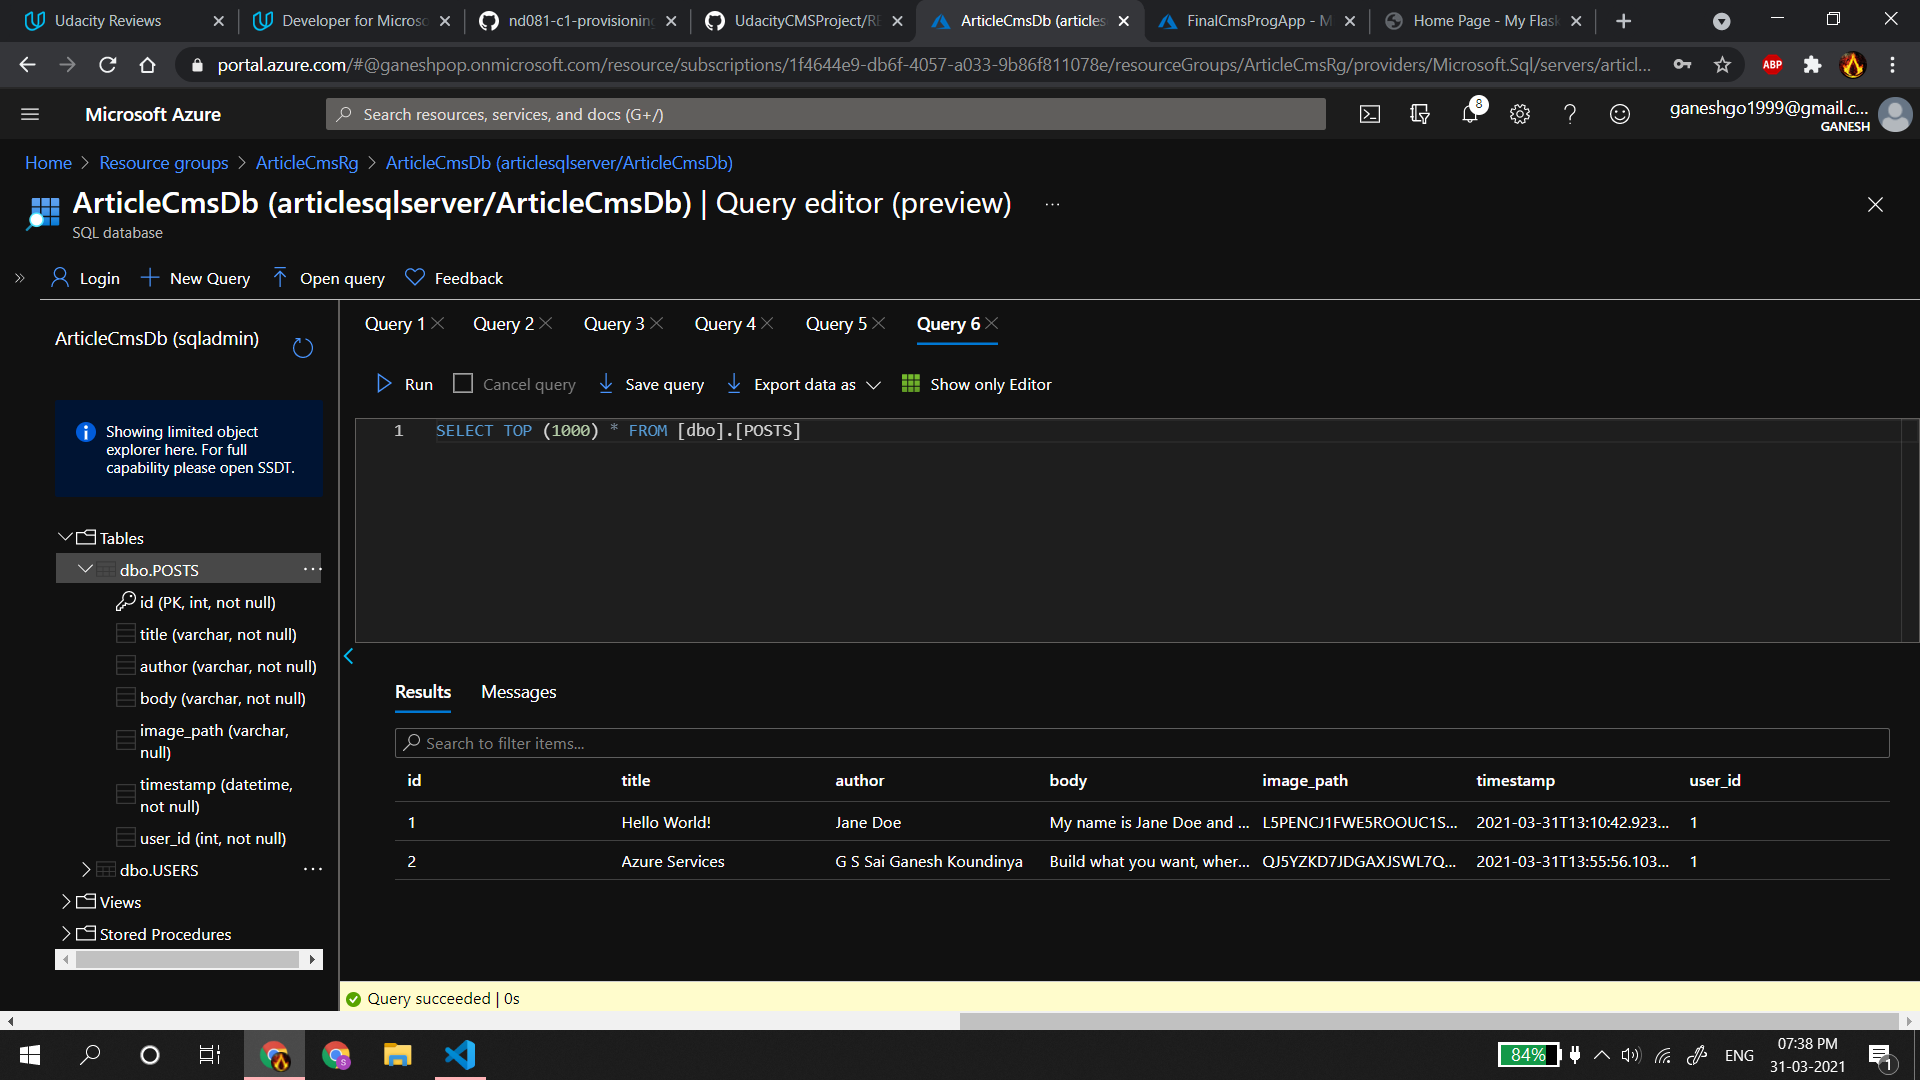 Udacity Reviews
Developer for Microso
nd081-c1-provisioning
UdacityCMSProject/RE
ArticleCmsDb (articles
FinalCmsProgApp - M
Home Page - My Flas
portal.azure.com/#@ganeshpop.onmicrosoft.com/resource/subscriptions/1f4644e9-db6f-4057-a033-9b86f811078e/resourceGroups/ArticleCmsRg/providers/Microsoft.Sql/servers/articl...
ABP
Microsoft Azure
Search resources, services, and docs (G+/)
8
ganeshgo1999@gmail.c...
GANESH
Home > Resource groups > ArticleCmsRg > ArticleCmsDb (articlesqlserver/ArticleCmsDb)
ArticleCmsDb (articlesqlserver/ArticleCmsDb) | Query editor (preview) ...
SQL database
Login
New Query
Open query
Feedback
ArticleCmsDb (sqladmin)
Showing limited object
explorer here. For full
capability please open SSDT.
Tables
dbo.POSTS
id (PK, int, not null)
title (varchar, not null)
author (varchar, not null)
body (varchar, not null)
image_path (varchar,
null)
timestamp (datetime,
not null)
user_id (int, not null)
dbo.USERS
Views
Stored Procedures
Query 1
Query 2
Query 3
Query 4
Query 5
Query 6
Run
Cancel query
Save query
Export data as
Show only Editor
1 SELECT TOP (1000) * FROM [dbo].[POSTS]
Results
Messages
Search to filter items...
id title author body image_path timestamp user_id
1 Hello World! Jane Doe My name is Jane Doe and ... L5PENCJ1FWE5ROOUC1S... 2021-03-31T13:10:42.923... 1
2 Azure Services G S Sai Ganesh Koundinya Build what you want, wher... QJ5YZKD7JDGAXJSWL7Q... 2021-03-31T13:55:56.103... 1
Query succeeded | 0s
84%
ENG
07:38 PM
31-03-2021
1